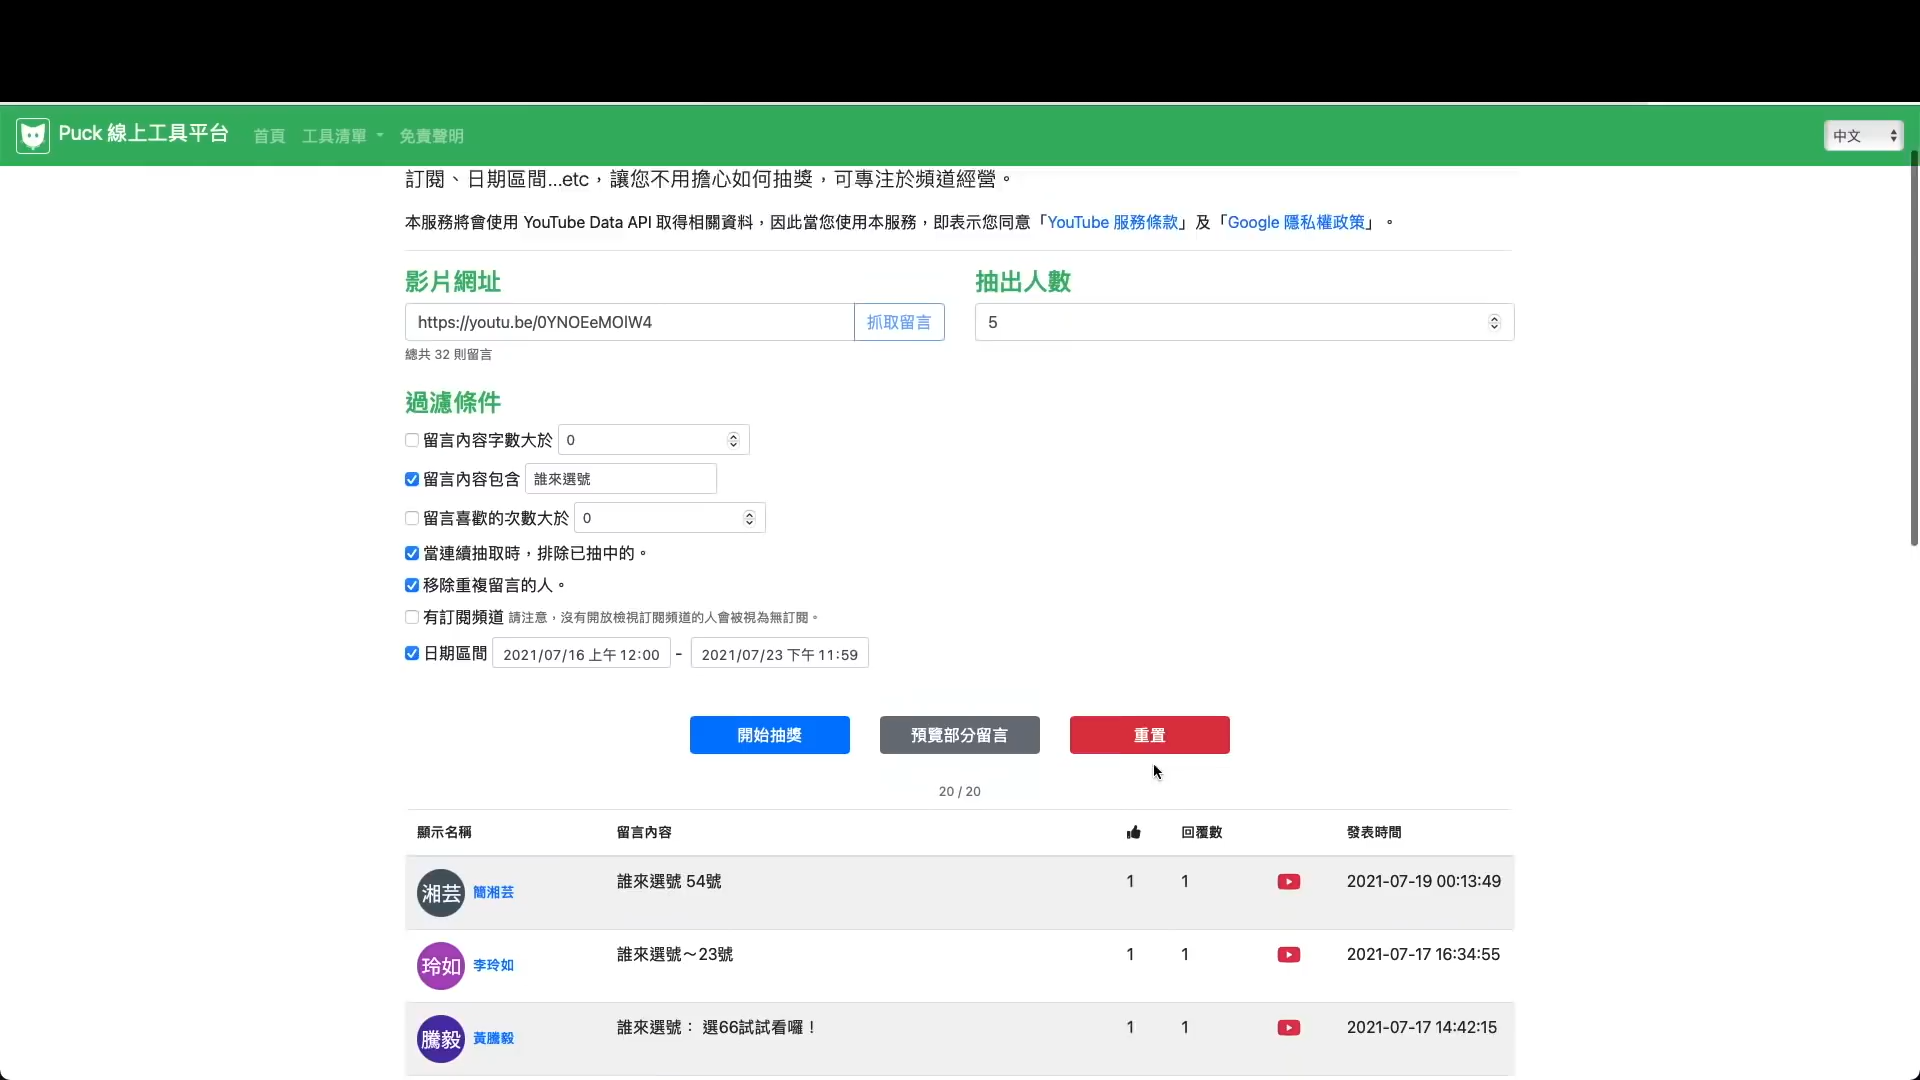 Puck 線上工具平台
首頁
工具清單
免責聲明
中文
訂閱、日期區間...etc，讓您不用擔心如何抽獎，可專注於頻道經營。
本服務將會使用 YouTube Data API 取得相關資料，因此當您使用本服務，即表示您同意「YouTube 服務條款」及「Google 隱私權政策」。
影片網址
抽出人數
https://youtu.be/0YNOEeMOlW4
抓取留言
5
總共 32 則留言
過濾條件
留言內容字數大於 0
留言內容包含 誰來選號
留言喜歡的次數大於 0
當連續抽取時，排除已抽中的。
移除重複留言的人。
有訂閱頻道 請注意，沒有開放檢視訂閱頻道的人會被視為無訂閱。
日期區間 2021/07/16 上午 12:00 - 2021/07/23 下午 11:59
開始抽獎
預覽部分留言
重置
20 / 20
顯示名稱 留言內容 回覆數 發表時間
湘芸 簡湘芸 誰來選號 54號 1 1 2021-07-19 00:13:49
玲如 李玲如 誰來選號～23號 1 1 2021-07-17 16:34:55
騰毅 黃騰毅 誰來選號： 選66試試看囉！ 1 1 2021-07-17 14:42:15